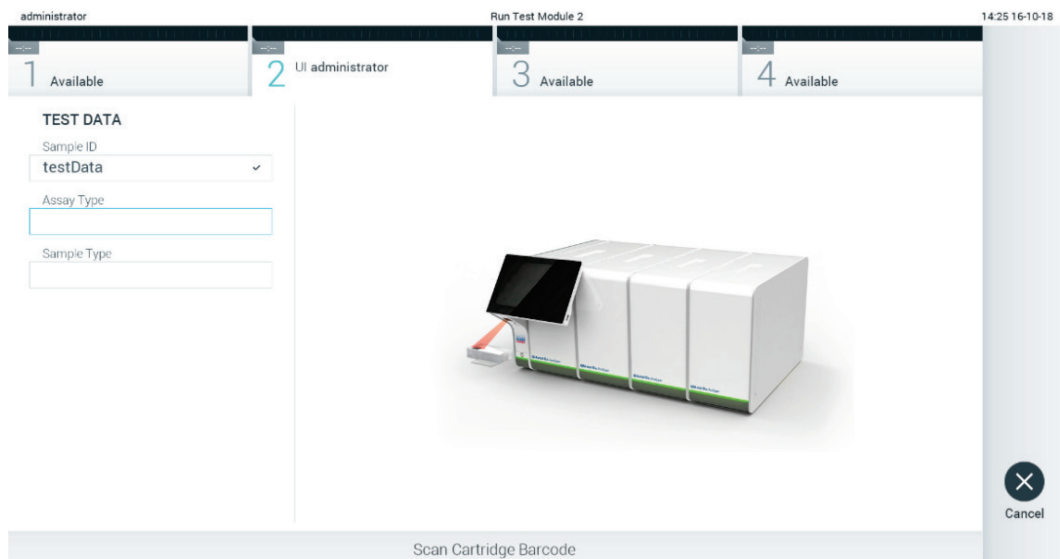 administrator Run Test Module 2 14:25 16-10-18
--:-- --:-- --:-- --:--
1 Available 2 UI administrator 3 Available 4 Available
TEST DATA
Sample ID
testData
Assay Type
Sample Type
Cancel
Scan Cartridge Barcode